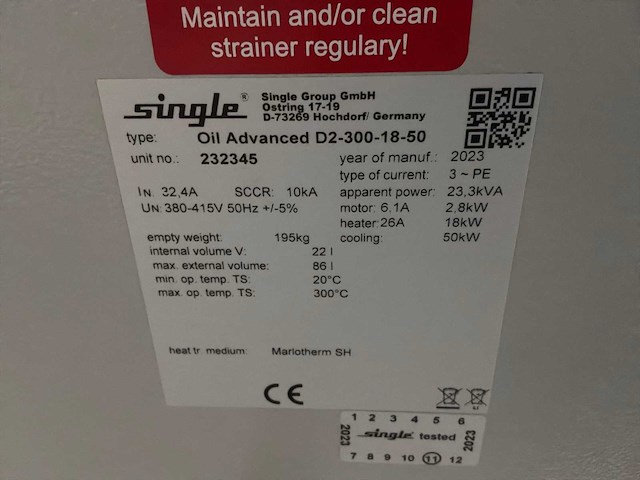 Maintain and/or clean
strainer regulary!
single® Single Group GmbH
Ostring 17-19
D-73269 Hochdorf/ Germany
type: Oil Advanced D2-300-18-50
unit no.: 232345 year of manuf.: 2023
type of current: 3 ~ PE
IN: 32,4A SCCR: 10kA apparent power: 23,3kVA
UN: 380-415V 50Hz +/-5% motor: 6.1A 2,8kW
heater: 26A 18kW
empty weight: 195kg cooling: 50kW
internal volume V: 22 l
max. external volume: 86 l
min. op. temp. TS: 20°C
max. op. temp. TS: 300°C
heat tr. medium: Marlotherm SH
CE
1 2 3 4 5 6
2023 single tested 2023
7 8 9 10 11 12